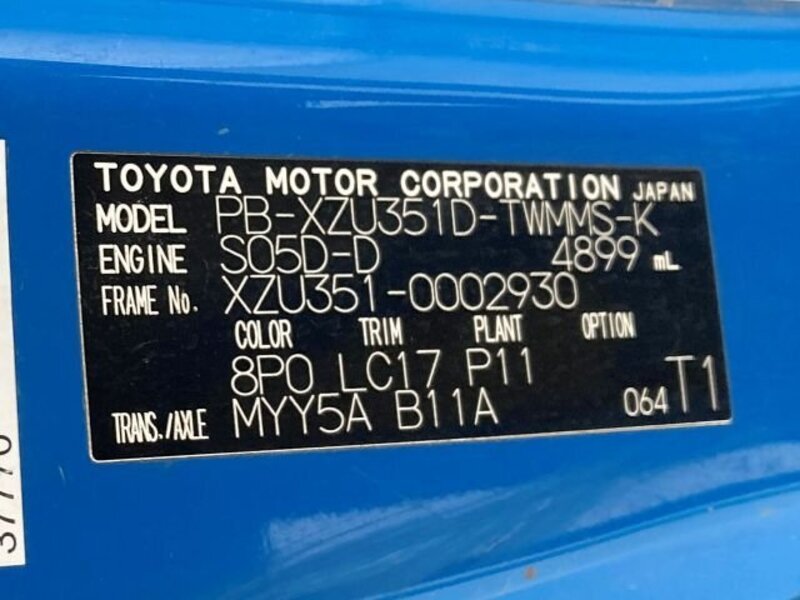 TOYOTA MOTOR CORPORATION JAPAN
MODEL PB-XZU351D-TWMMS-K
ENGINE S05D-D 4899 mL
FRAME No. XZU351-0002930
COLOR TRIM PLANT OPTION
8P0 LC17 P11
TRANS./AXLE MYY5A B11A 064 T1